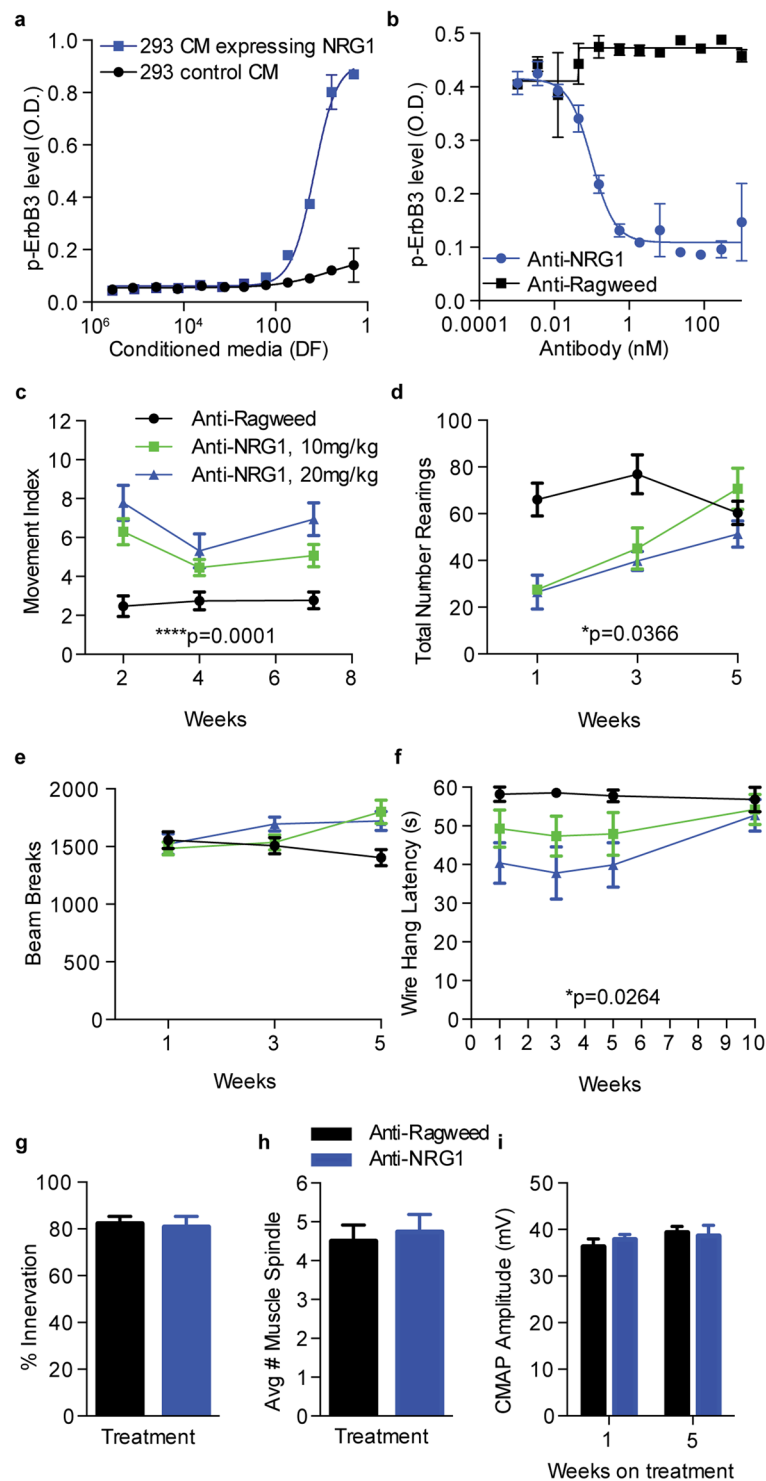 a
293 CM expressing NRG1
293 control CM
p-ErbB3 level (O.D.)
1.0
0.8
0.6
0.4
0.2
0.0
10⁶ 10⁴ 100 1
Conditioned media (DF)
b
p-ErbB3 level (O.D.)
0.5
0.4
0.3
0.2
0.1
0.0
Anti-NRG1
Anti-Ragweed
0.0001 0.01 1 100
Antibody (nM)
c
Anti-Ragweed
Anti-NRG1, 10mg/kg
Anti-NRG1, 20mg/kg
Movement Index
12
10
8
6
4
2
0
****p=0.0001
2 4 6 8
Weeks
d
Total Number Rearings
100
80
60
40
20
0
*p=0.0366
1 3 5
Weeks
e
Beam Breaks
2000
1500
1000
500
0
1 3 5
Weeks
f
Wire Hang Latency (s)
60
50
40
30
20
10
0
*p=0.0264
0 1 2 3 4 5 6 7 8 9 10
Weeks
Anti-Ragweed
Anti-NRG1
g
% Innervation
100
80
60
40
20
0
Treatment
h
Avg # Muscle Spindle
6
5
4
3
2
1
0
Treatment
i
CMAP Amplitude (mV)
50
40
30
20
10
0
1 5
Weeks on treatment